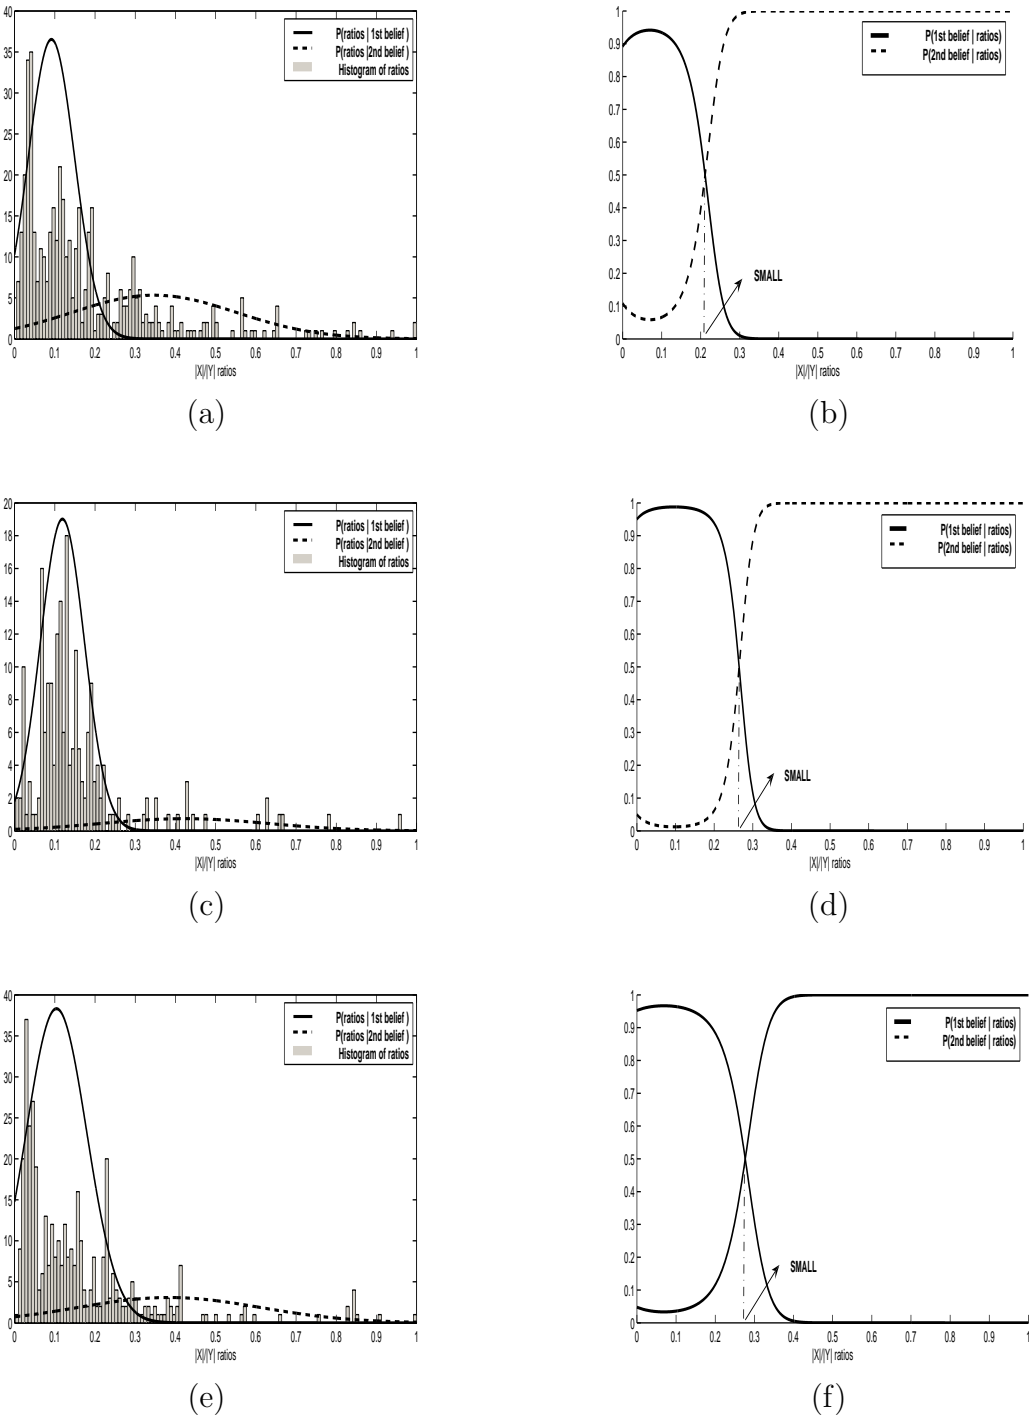 40
35
30
25
20
15
10
5
0
P(ratios | 1st belief )
P(ratios |2nd belief )
Histogram of ratios
0 0.1 0.2 0.3 0.4 0.5 0.6 0.7 0.8 0.9 1
|X|/|Y| ratios
(a)
1
0.9
0.8
0.7
0.6
0.5
0.4
0.3
0.2
0.1
0
P(1st belief | ratios)
P(2nd belief | ratios)
SMALL
0 0.1 0.2 0.3 0.4 0.5 0.6 0.7 0.8 0.9 1
|X|/|Y| ratios
(b)
20
18
16
14
12
10
8
6
4
2
0
P(ratios | 1st belief )
P(ratios |2nd belief )
Histogram of ratios
0 0.1 0.2 0.3 0.4 0.5 0.6 0.7 0.8 0.9 1
|X|/|Y| ratios
(c)
1
0.9
0.8
0.7
0.6
0.5
0.4
0.3
0.2
0.1
0
P(1st belief | ratios)
P(2nd belief | ratios)
SMALL
0 0.1 0.2 0.3 0.4 0.5 0.6 0.7 0.8 0.9 1
|X|/|Y| ratios
(d)
40
35
30
25
20
15
10
5
0
P(ratios | 1st belief )
P(ratios |2nd belief )
Histogram of ratios
0 0.1 0.2 0.3 0.4 0.5 0.6 0.7 0.8 0.9 1
|X|/|Y| ratios
(e)
1
0.9
0.8
0.7
0.6
0.5
0.4
0.3
0.2
0.1
0
P(1st belief | ratios)
P(2nd belief | ratios)
SMALL
0 0.1 0.2 0.3 0.4 0.5 0.6 0.7 0.8 0.9 1
|X|/|Y| ratios
(f)